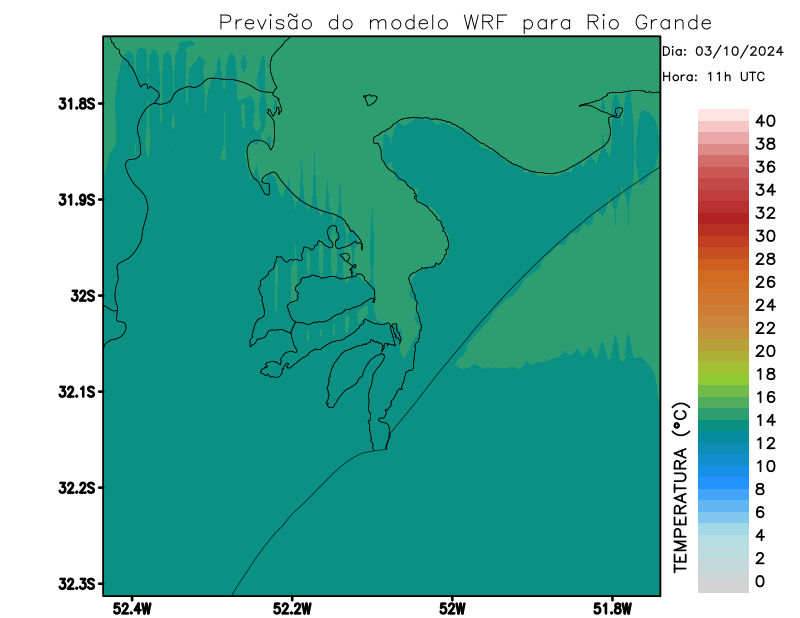 Previsão do modelo WRF para Rio Grande
Dia: 03/10/2024
Hora: 11h UTC
31.8S
31.9S
32S
32.1S
32.2S
32.3S
52.4W
52.2W
52W
51.8W
TEMPERATURA (°C)
40
38
36
34
32
30
28
26
24
22
20
18
16
14
12
10
8
6
4
2
0